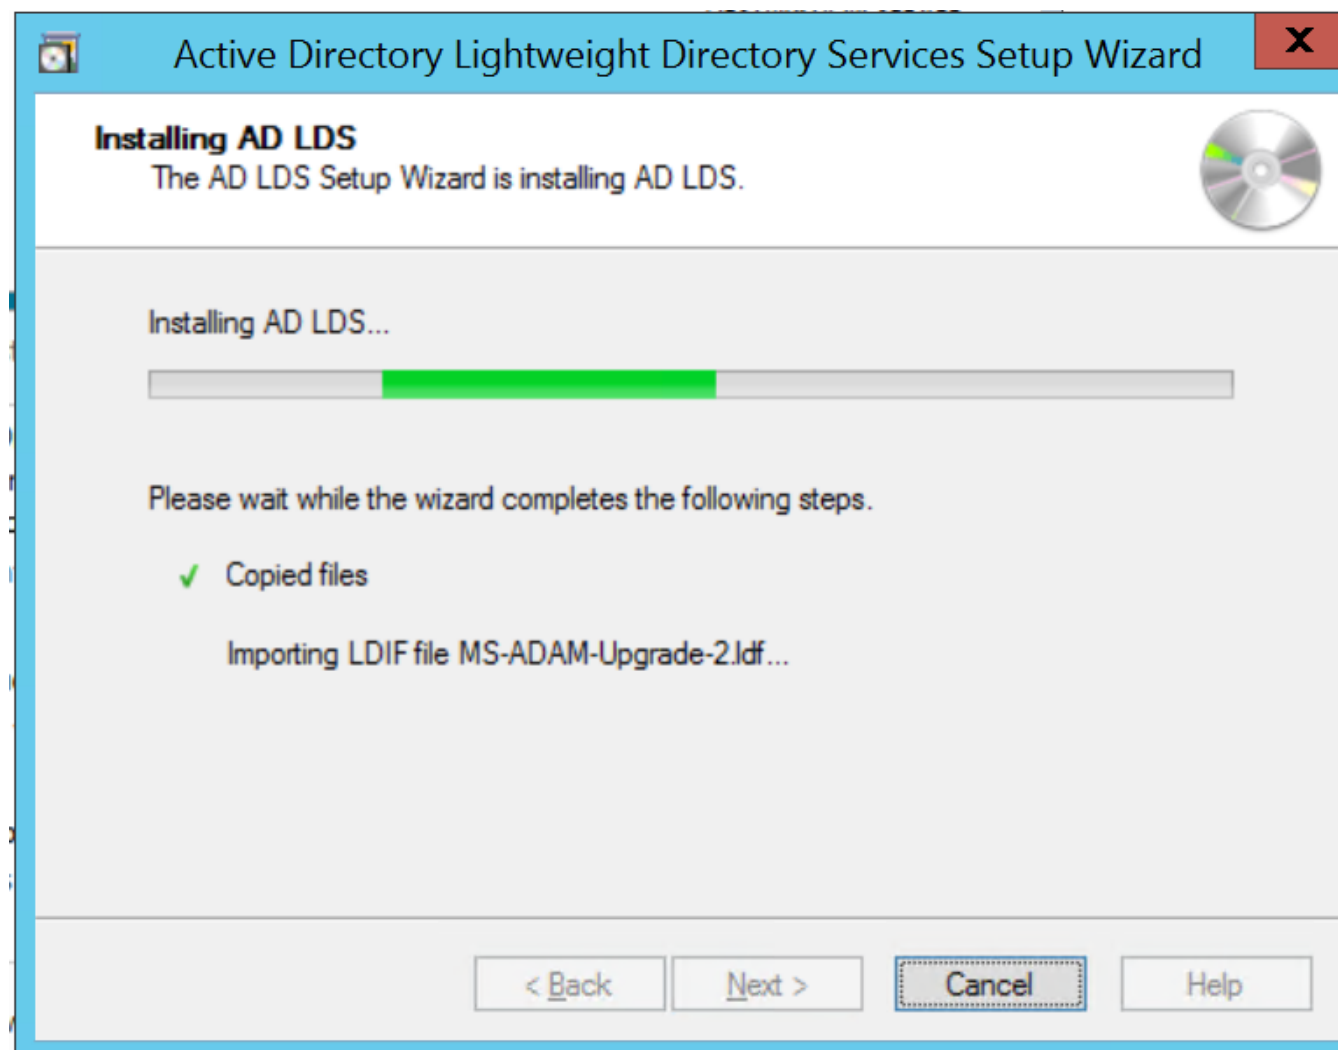 Active Directory Lightweight Directory Services Setup Wizard
Installing AD LDS
The AD LDS Setup Wizard is installing AD LDS.
Installing AD LDS...
Please wait while the wizard completes the following steps.
Copied files
Importing LDIF file MS-ADAM-Upgrade-2.ldf...
< Back
Next >
Cancel
Help